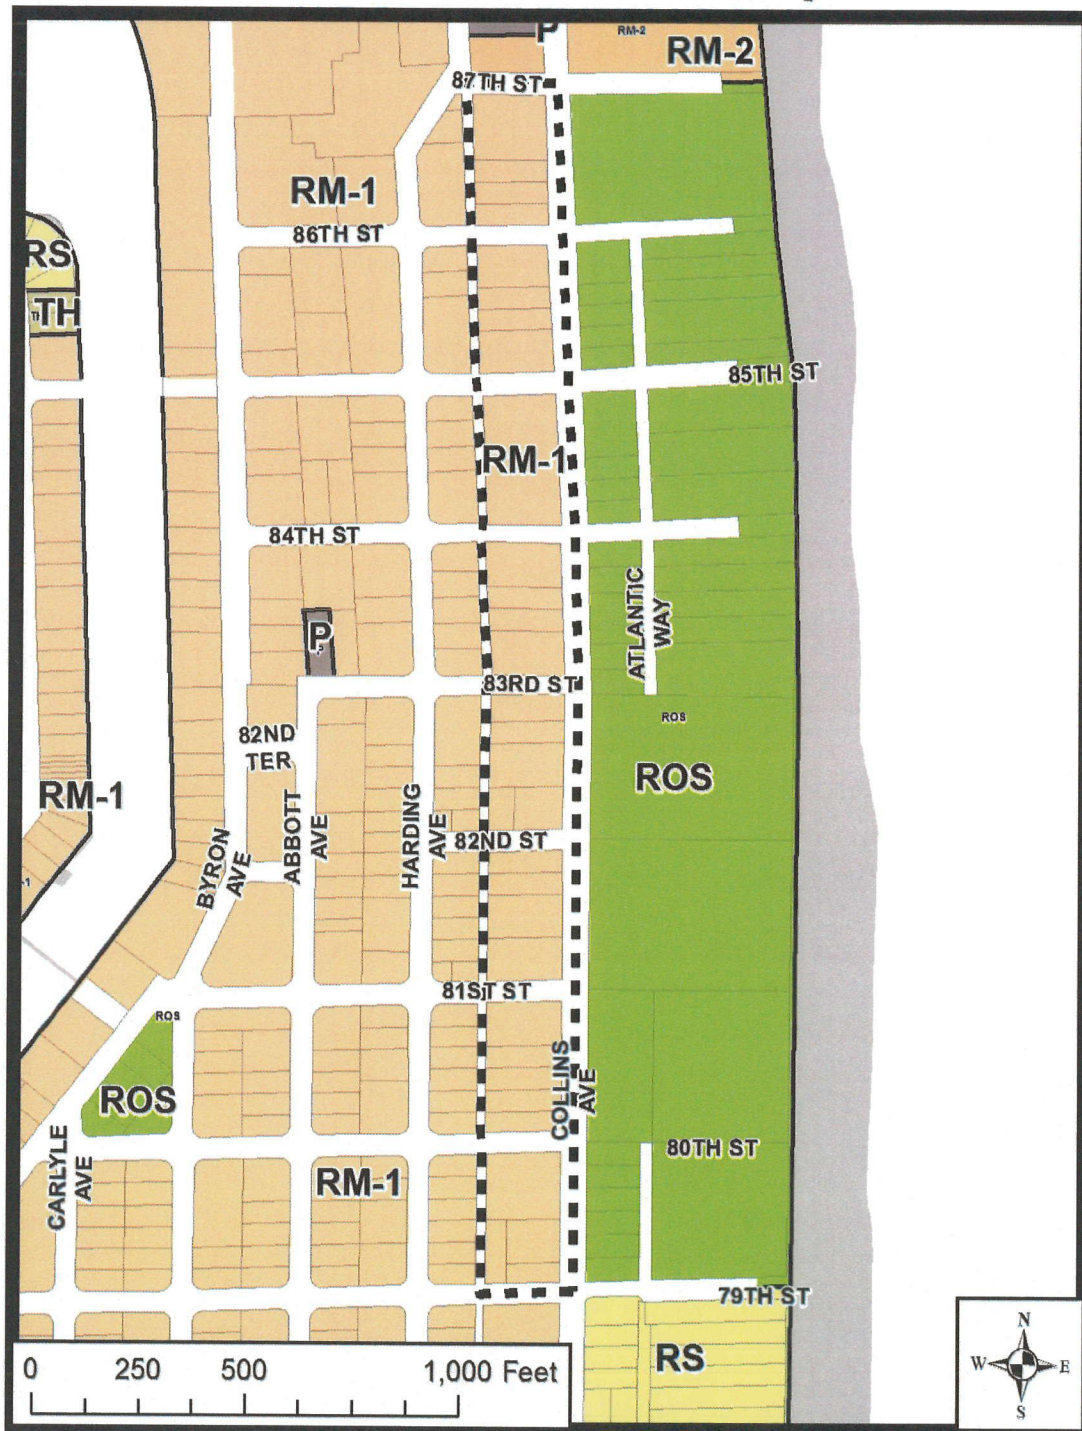 P
RM-2
RM-2
87TH ST
RM-1
86TH ST
RS
TH
85TH ST
RM-1
84TH ST
ATLANTIC
WAY
P
83RD ST
ROS
82ND
TER
ROS
RM-1
BYRON
AVE
ABBOTT
AVE
HARDING
AVE
82ND ST
81ST ST
ROS
ROS
COLLINS
AVE
80TH ST
CARLYLE
AVE
RM-1
79TH ST
RS
0 250 500 1,000 Feet
N
W E
S